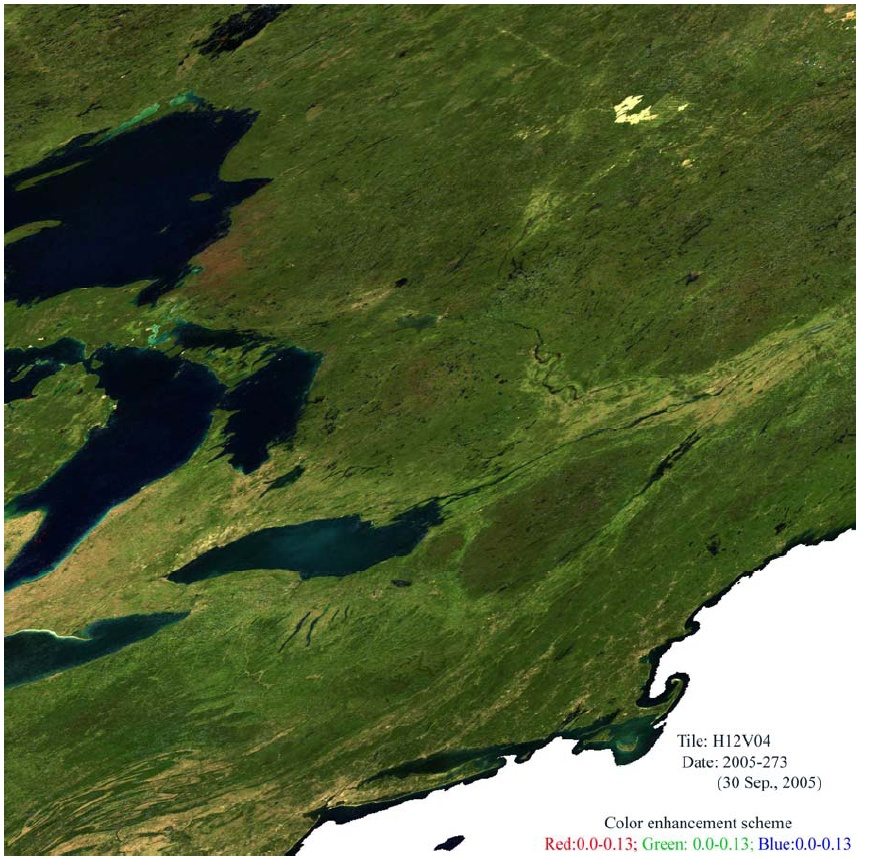 Tile: H12V04
Date: 2005-273
(30 Sep., 2005)
Color enhancement scheme
Red:0.0-0.13; Green: 0.0-0.13; Blue:0.0-0.13